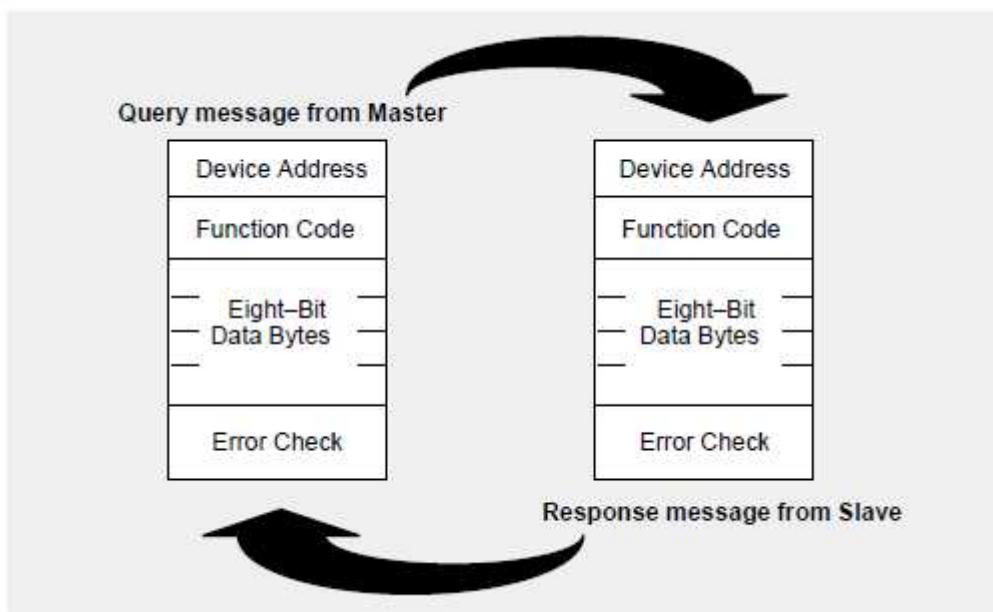 Query message from Master
Device Address
Function Code
Eight–Bit
Data Bytes
Error Check
Device Address
Function Code
Eight–Bit
Data Bytes
Error Check
Response message from Slave